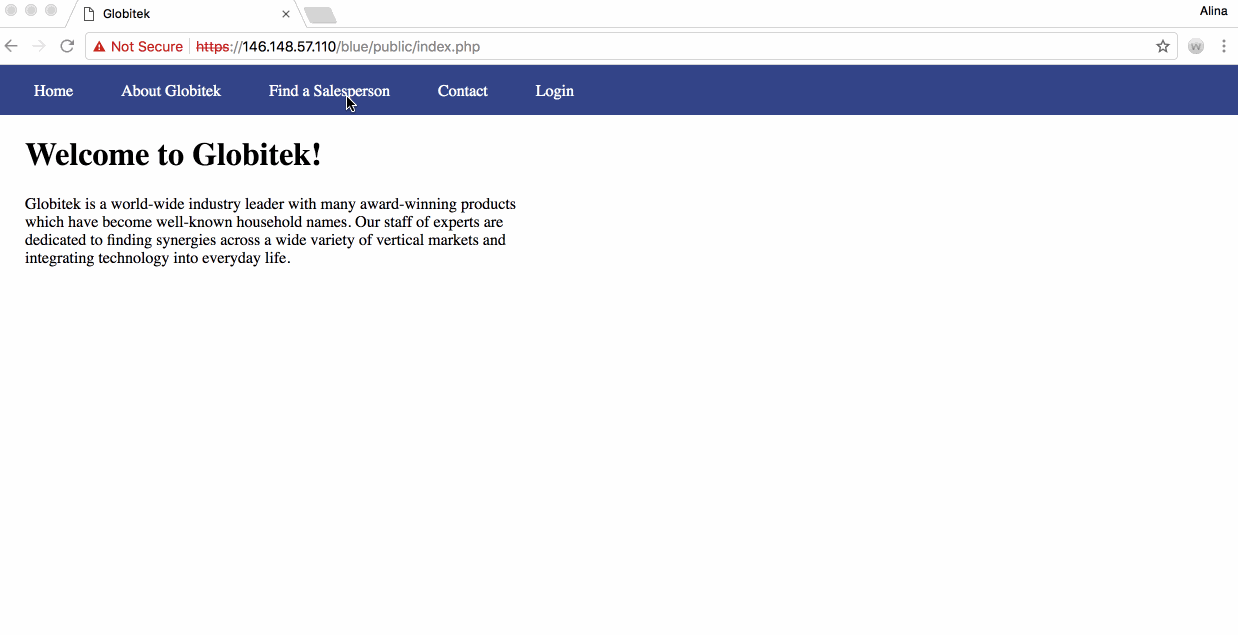 Globitek
Alina
Not Secure https://146.148.57.110/blue/public/index.php
W
Home About Globitek Find a Salesperson Contact Login
Welcome to Globitek!
Globitek is a world-wide industry leader with many award-winning products
which have become well-known household names. Our staff of experts are
dedicated to finding synergies across a wide variety of vertical markets and
integrating technology into everyday life.